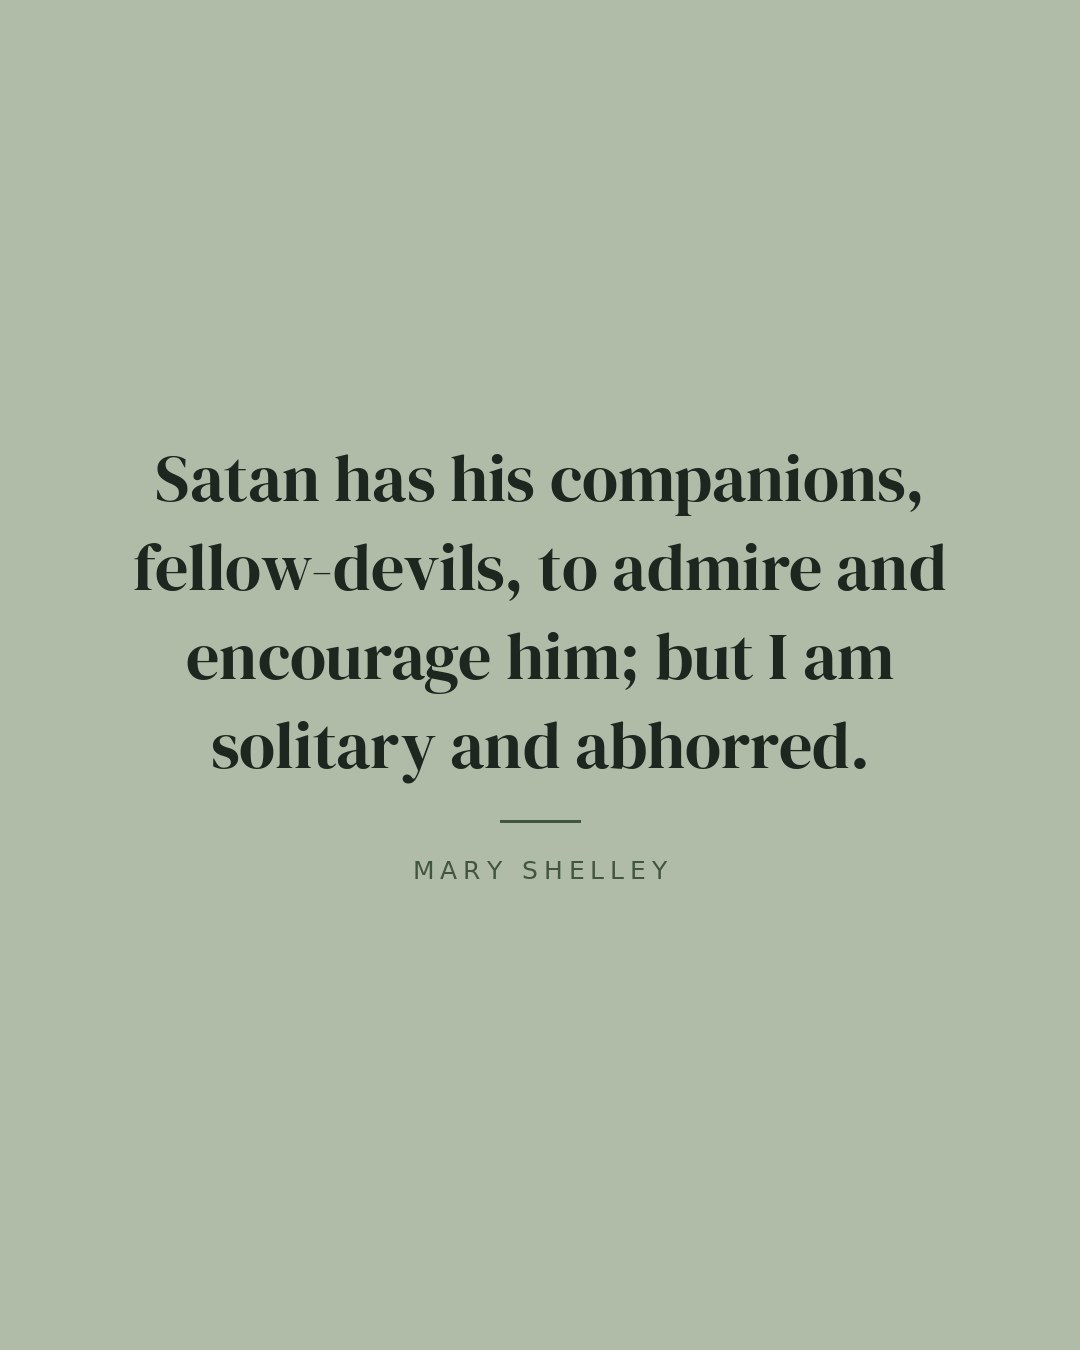 Satan has his companions,
fellow-devils, to admire and
encourage him; but I am
solitary and abhorred.
MARY SHELLEY